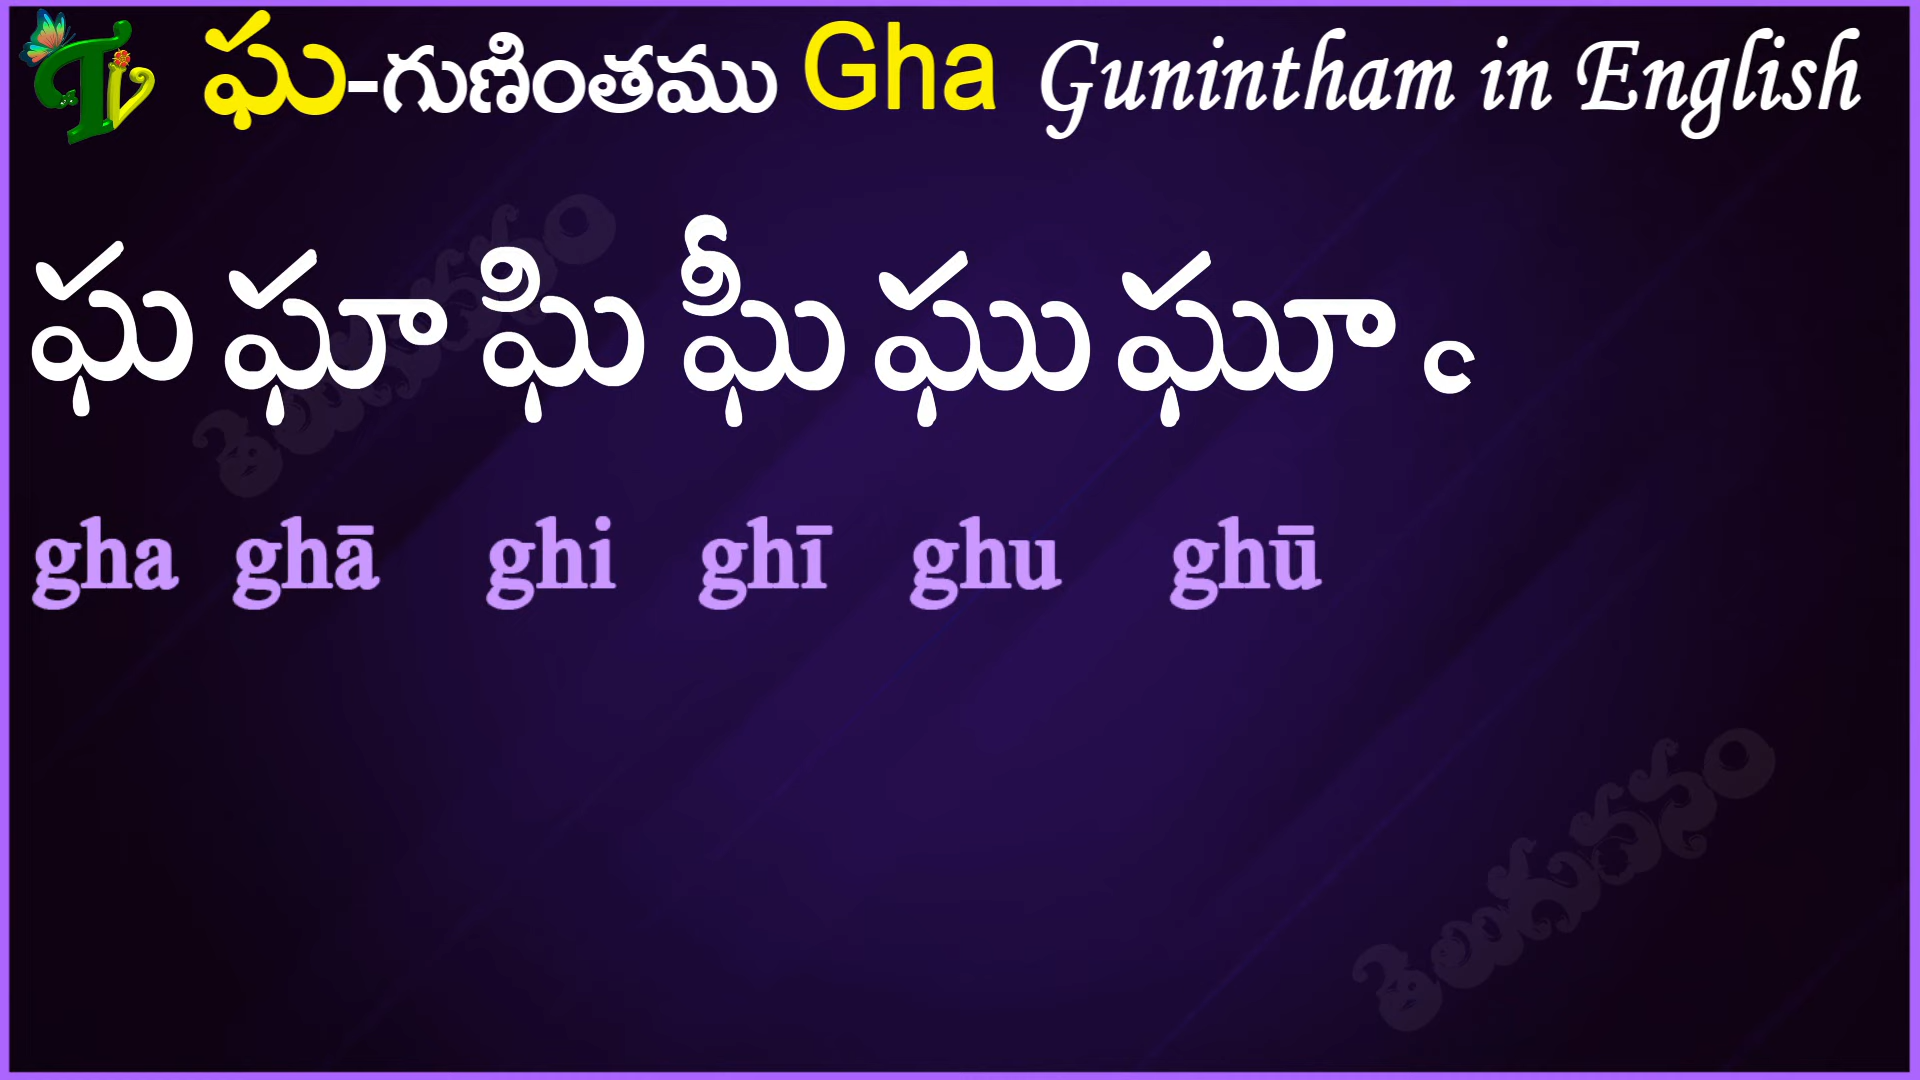 ఘ-గుణింతము Gha Gunintham in English
ఘ ఘా ఘి ఘీ ఘు ఘూ
gha ghā ghi ghī ghu ghū